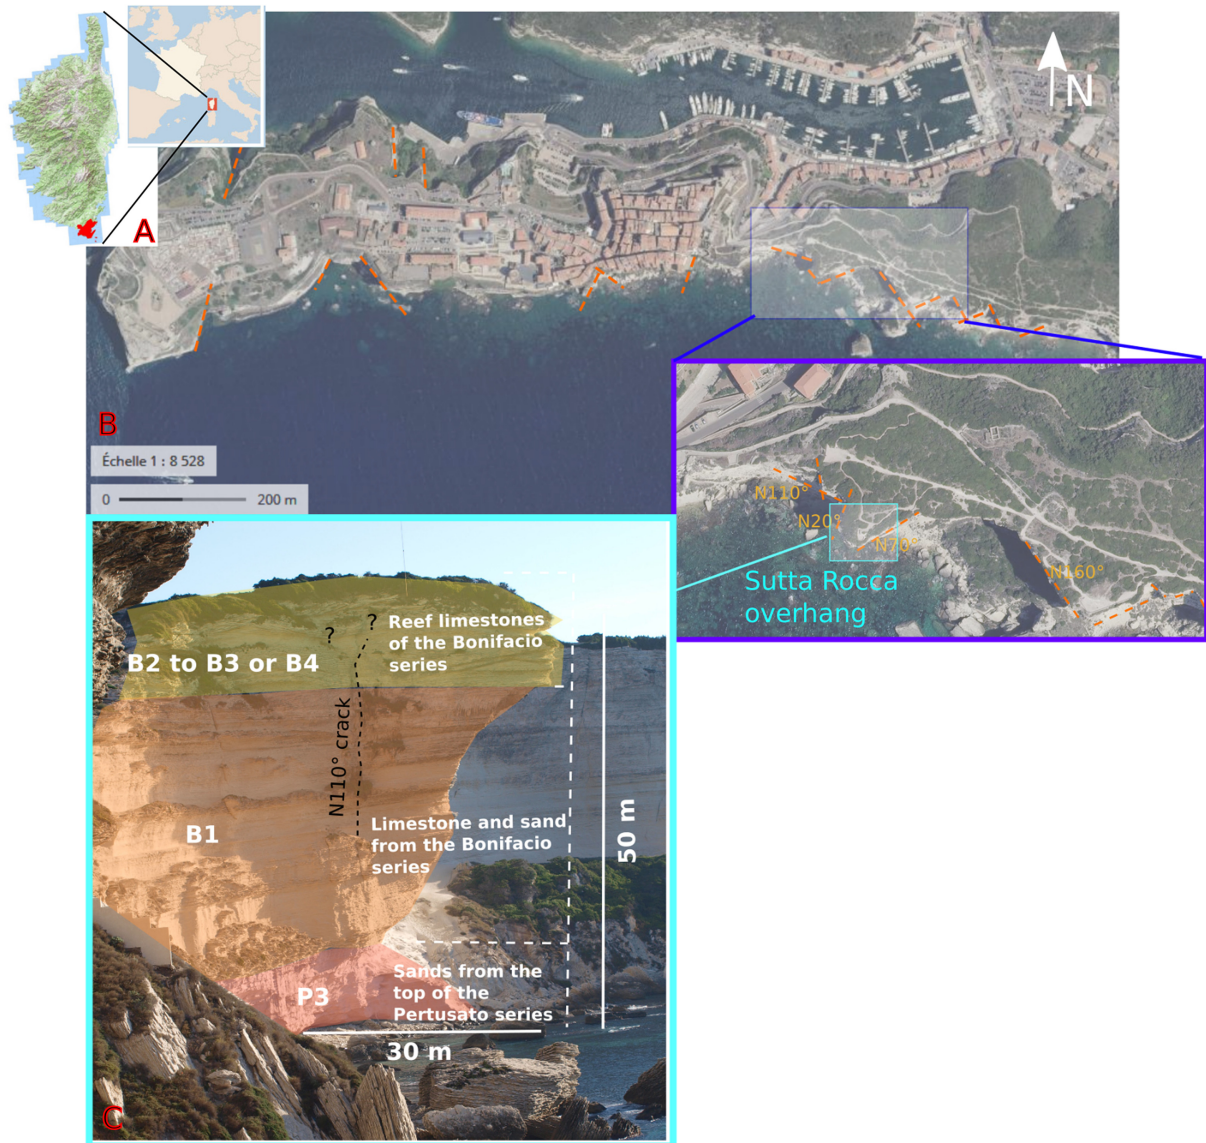 A
N
B
Échelle 1 : 8 528
0 200 m
N110°
N20°
N70°
N160°
Sutta Rocca
overhang
? ?
Reef limestones
of the Bonifacio
series
B2 to B3 or B4
N110° crack
B1
Limestone and sand
from the Bonifacio
series
50 m
Sands from the
top of the
Pertusato series
P3
30 m
C